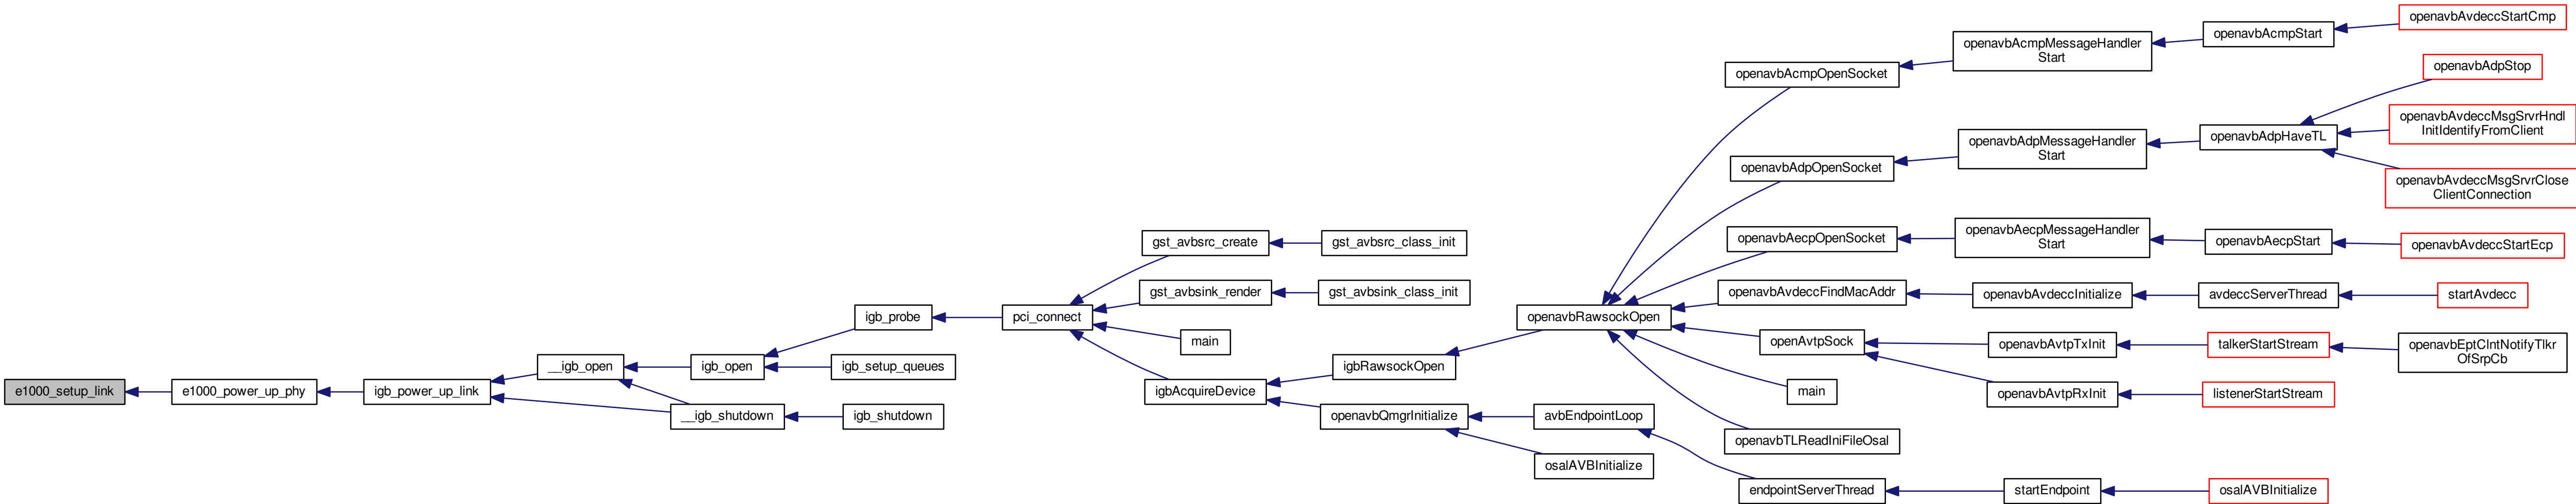 e1000_setup_link
e1000_power_up_phy
igb_power_up_link
__igb_open
__igb_shutdown
igb_open
igb_shutdown
igb_probe
igb_setup_queues
pci_connect
gst_avbsrc_create
gst_avbsrc_class_init
gst_avbsink_render
gst_avbsink_class_init
main
igbAcquireDevice
igbRawsockOpen
openavbQmgrInitialize
openavbRawsockOpen
avbEndpointLoop
osalAVBInitialize
openavbAcmpOpenSocket
openavbAcmpMessageHandler
Start
openavbAcmpStart
openavbAvdeccStartCmp
openavbAdpOpenSocket
openavbAdpMessageHandler
Start
openavbAdpHaveTL
openavbAdpStop
openavbAvdeccMsgSrvrHndl
InitIdentifyFromClient
openavbAvdeccMsgSrvrClose
ClientConnection
openavbAecpOpenSocket
openavbAecpMessageHandler
Start
openavbAecpStart
openavbAvdeccStartEcp
openavbAvdeccFindMacAddr
openavbAvdeccInitialize
avdeccServerThread
startAvdecc
openAvtpSock
openavbAvtpTxInit
talkerStartStream
openavbEptClntNotifyTlkr
OfSrpCb
openavbAvtpRxInit
listenerStartStream
main
openavbTLReadIniFileOsal
endpointServerThread
startEndpoint
osalAVBInitialize